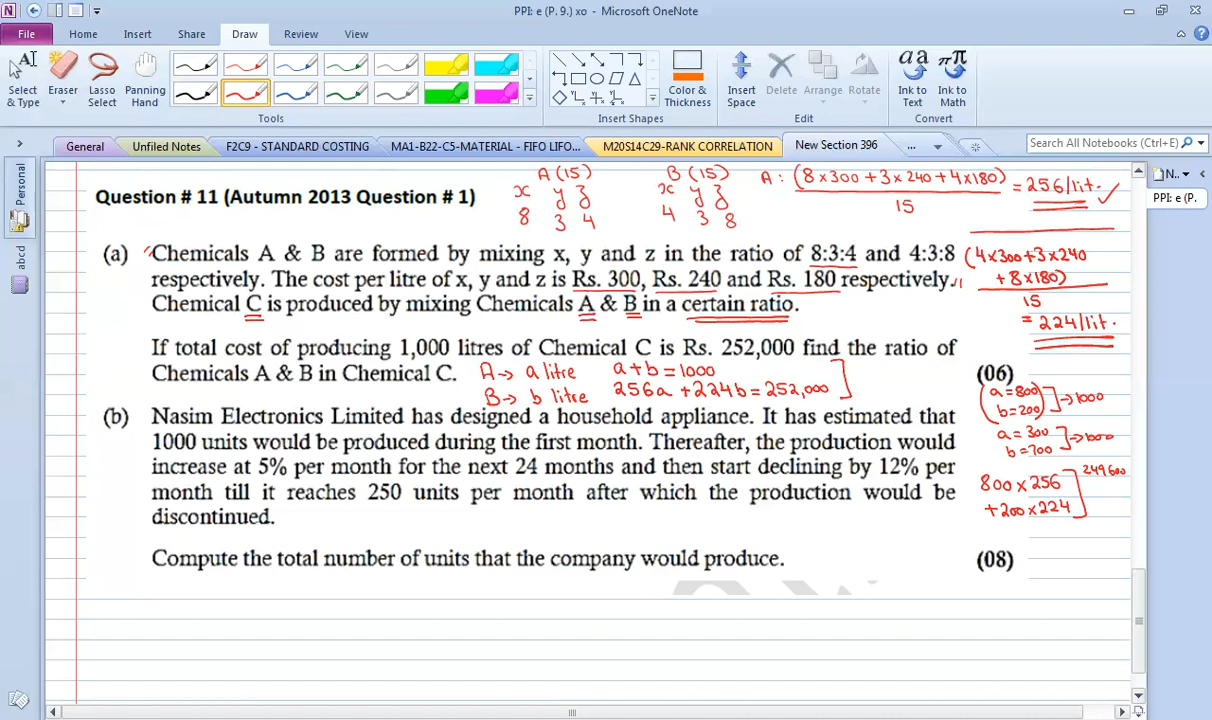 PPI: e (P. 9.) xo - Microsoft OneNote
File Home Insert Share Draw Review View
Select & Type
Eraser
Lasso Select
Panning Hand
Color & Thickness
Insert Space
Delete
Arrange
Rotate
Ink to Text
Ink to Math
Tools Insert Shapes Edit Convert
General Unfiled Notes F2C9 - STANDARD COSTING MA1-B22-C5-MATERIAL - FIFO LIFO... M20S14C29-RANK CORRELATION New Section 396 ... Search All Notebooks (Ctrl+E)
Personal
abcd
N..
PPI: e (P.
A (15) B (15)
x y z x y z
8 3 4 4 3 8
A: (8×300 + 3×240 + 4×180) = 256/lit.
15
Question # 11 (Autumn 2013 Question # 1)
(a) Chemicals A & B are formed by mixing x, y and z in the ratio of 8:3:4 and 4:3:8
respectively. The cost per litre of x, y and z is Rs. 300, Rs. 240 and Rs. 180 respectively.
Chemical C is produced by mixing Chemicals A & B in a certain ratio.
(4×300+3×240
+8×180)
15
= 224/lit.
If total cost of producing 1,000 litres of Chemical C is Rs. 252,000 find the ratio of
Chemicals A & B in Chemical C. (06)
A → a litre a+b = 1000
B → b litre 256a + 224b = 252,000
(a=800
b=200) → 1000
a = 300
b = 700 → 1000
800 × 256
+200 × 224
249600
(b) Nasim Electronics Limited has designed a household appliance. It has estimated that
1000 units would be produced during the first month. Thereafter, the production would
increase at 5% per month for the next 24 months and then start declining by 12% per
month till it reaches 250 units per month after which the production would be
discontinued.
Compute the total number of units that the company would produce. (08)